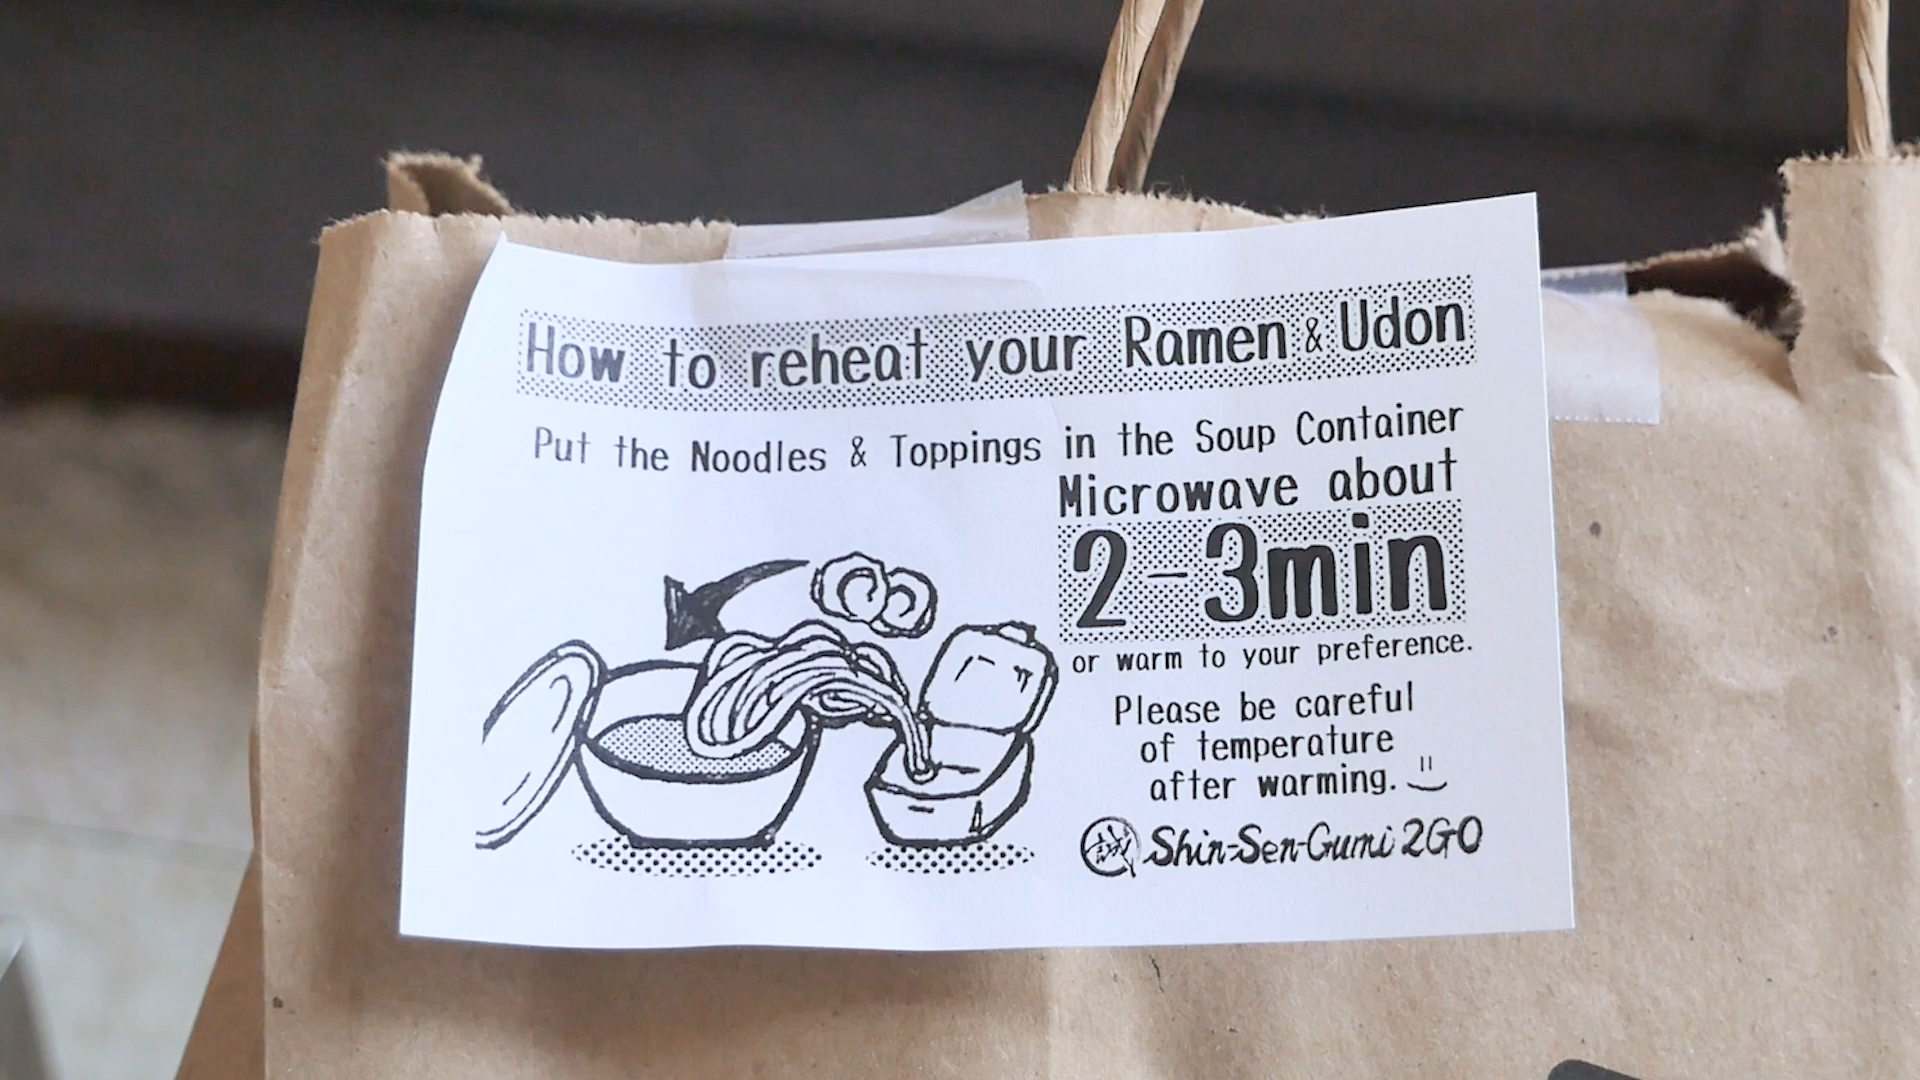 How to reheat your Ramen & Udon
Put the Noodles & Toppings in the Soup Container
Microwave about
2-3min
or warm to your preference.
Please be careful
of temperature
after warming.
誠 Shin-Sen-Gumi 2GO